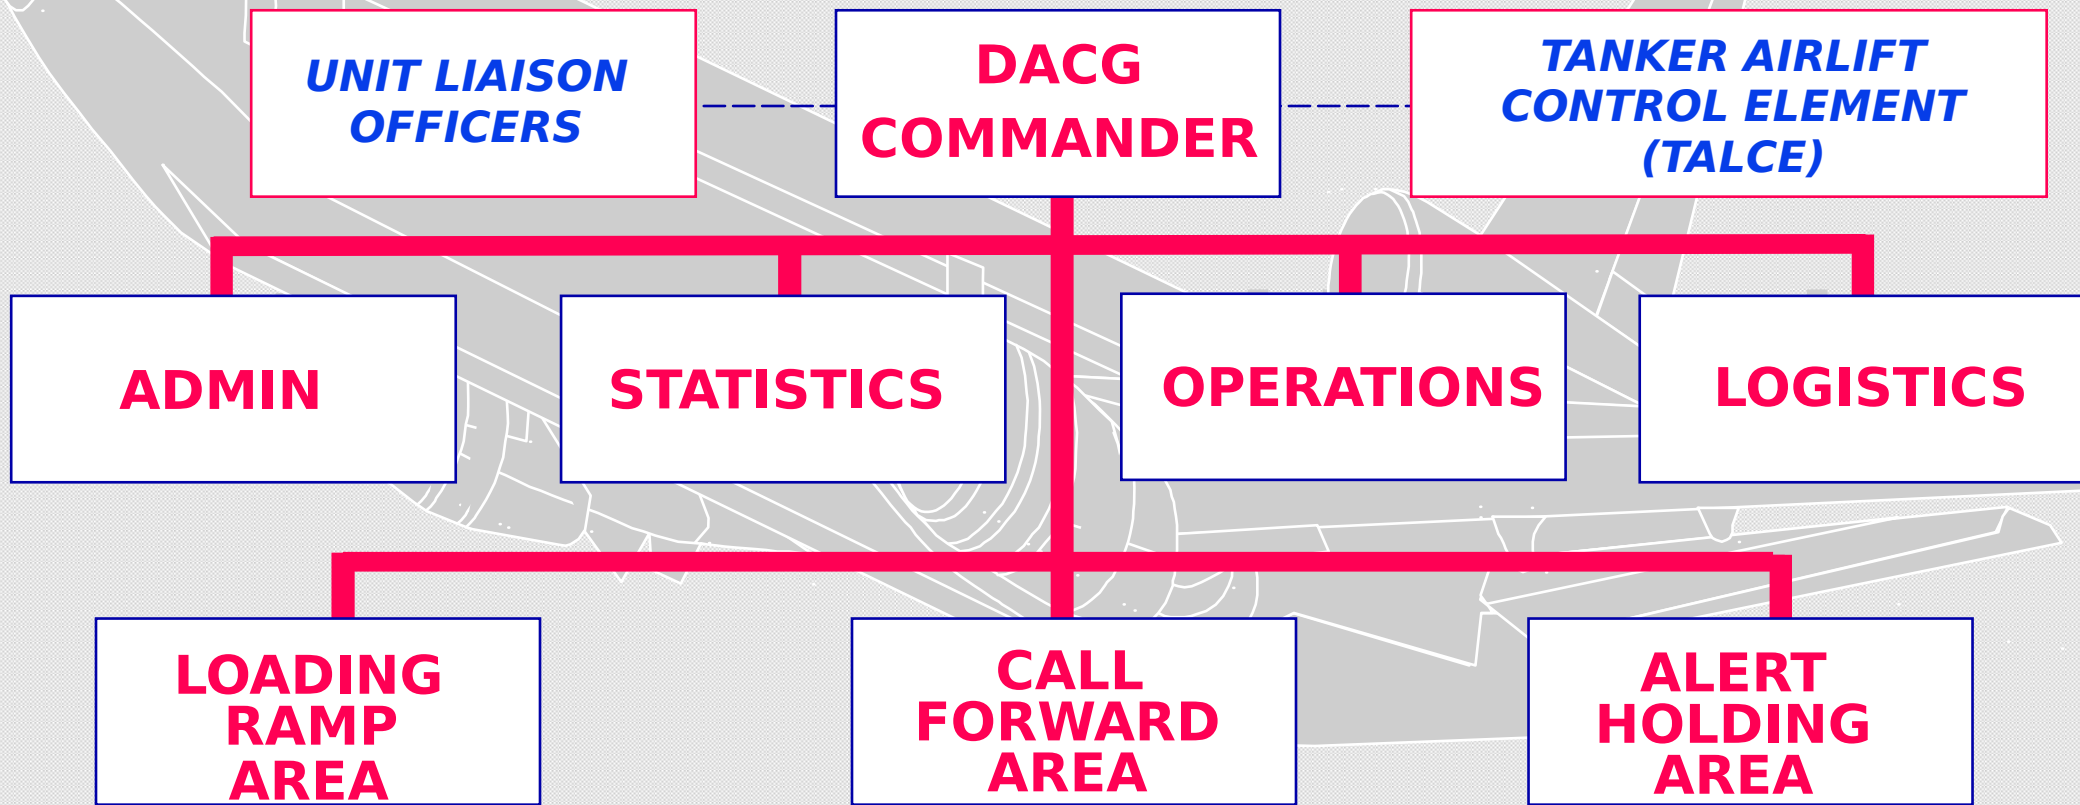 UNIT LIAISON
OFFICERS
DACG
COMMANDER
TANKER AIRLIFT
CONTROL ELEMENT
(TALCE)
ADMIN
STATISTICS
OPERATIONS
LOGISTICS
LOADING
RAMP
AREA
CALL
FORWARD
AREA
ALERT
HOLDING
AREA